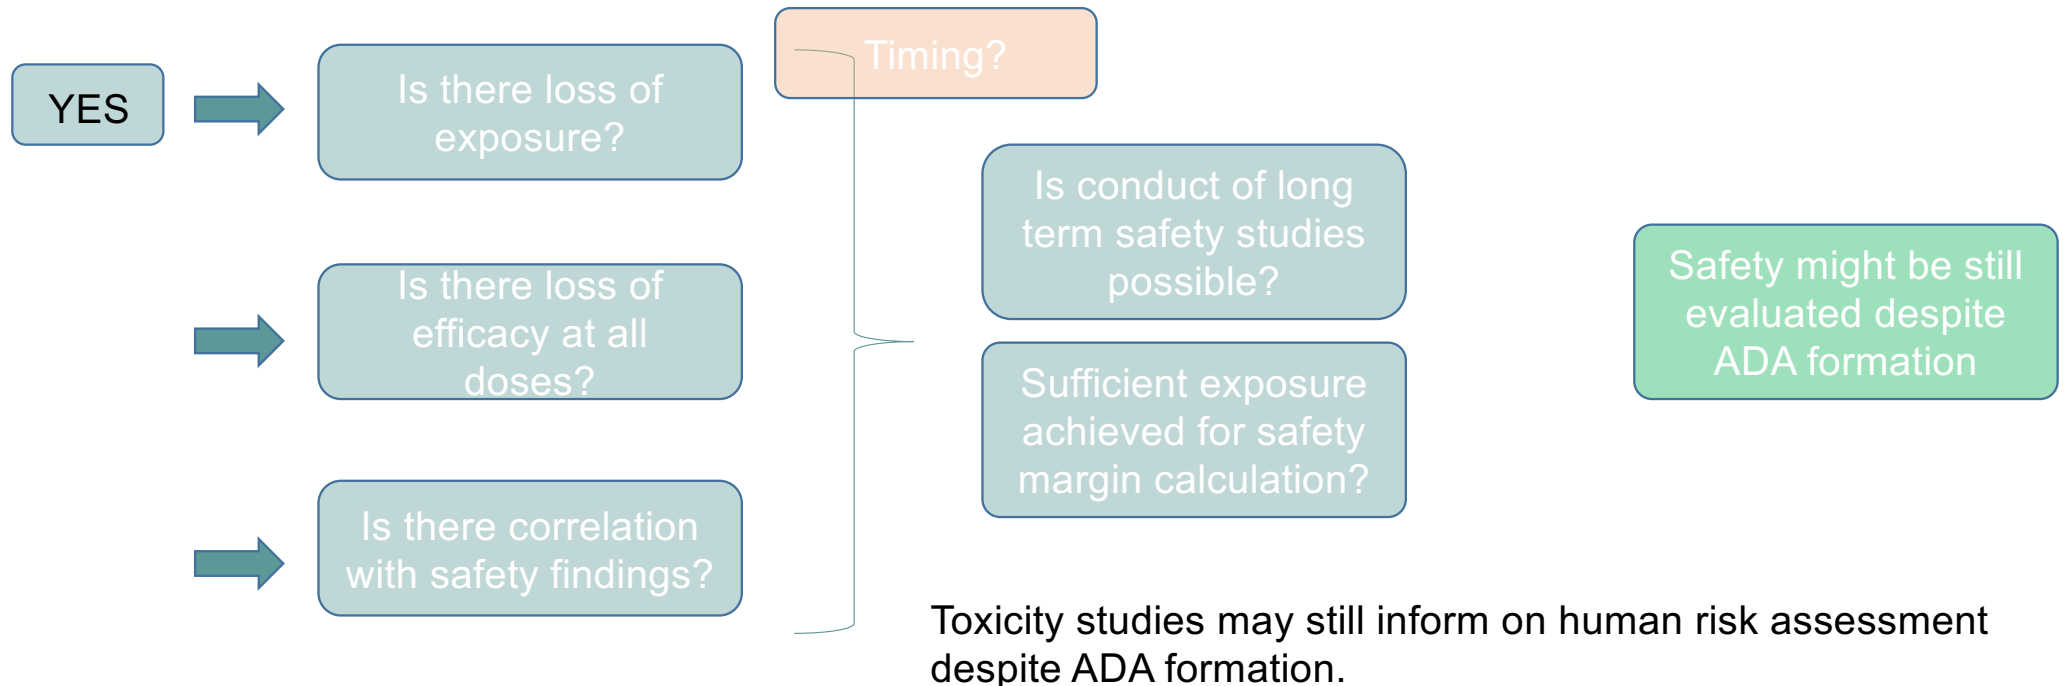 YES
Is there loss of
exposure?
Timing?
Is there loss of
efficacy at all
doses?
Is there correlation
with safety findings?
Is conduct of long
term safety studies
possible?
Sufficient exposure
achieved for safety
margin calculation?
Safety might be still
evaluated despite
ADA formation
Toxicity studies may still inform on human risk assessment
despite ADA formation.